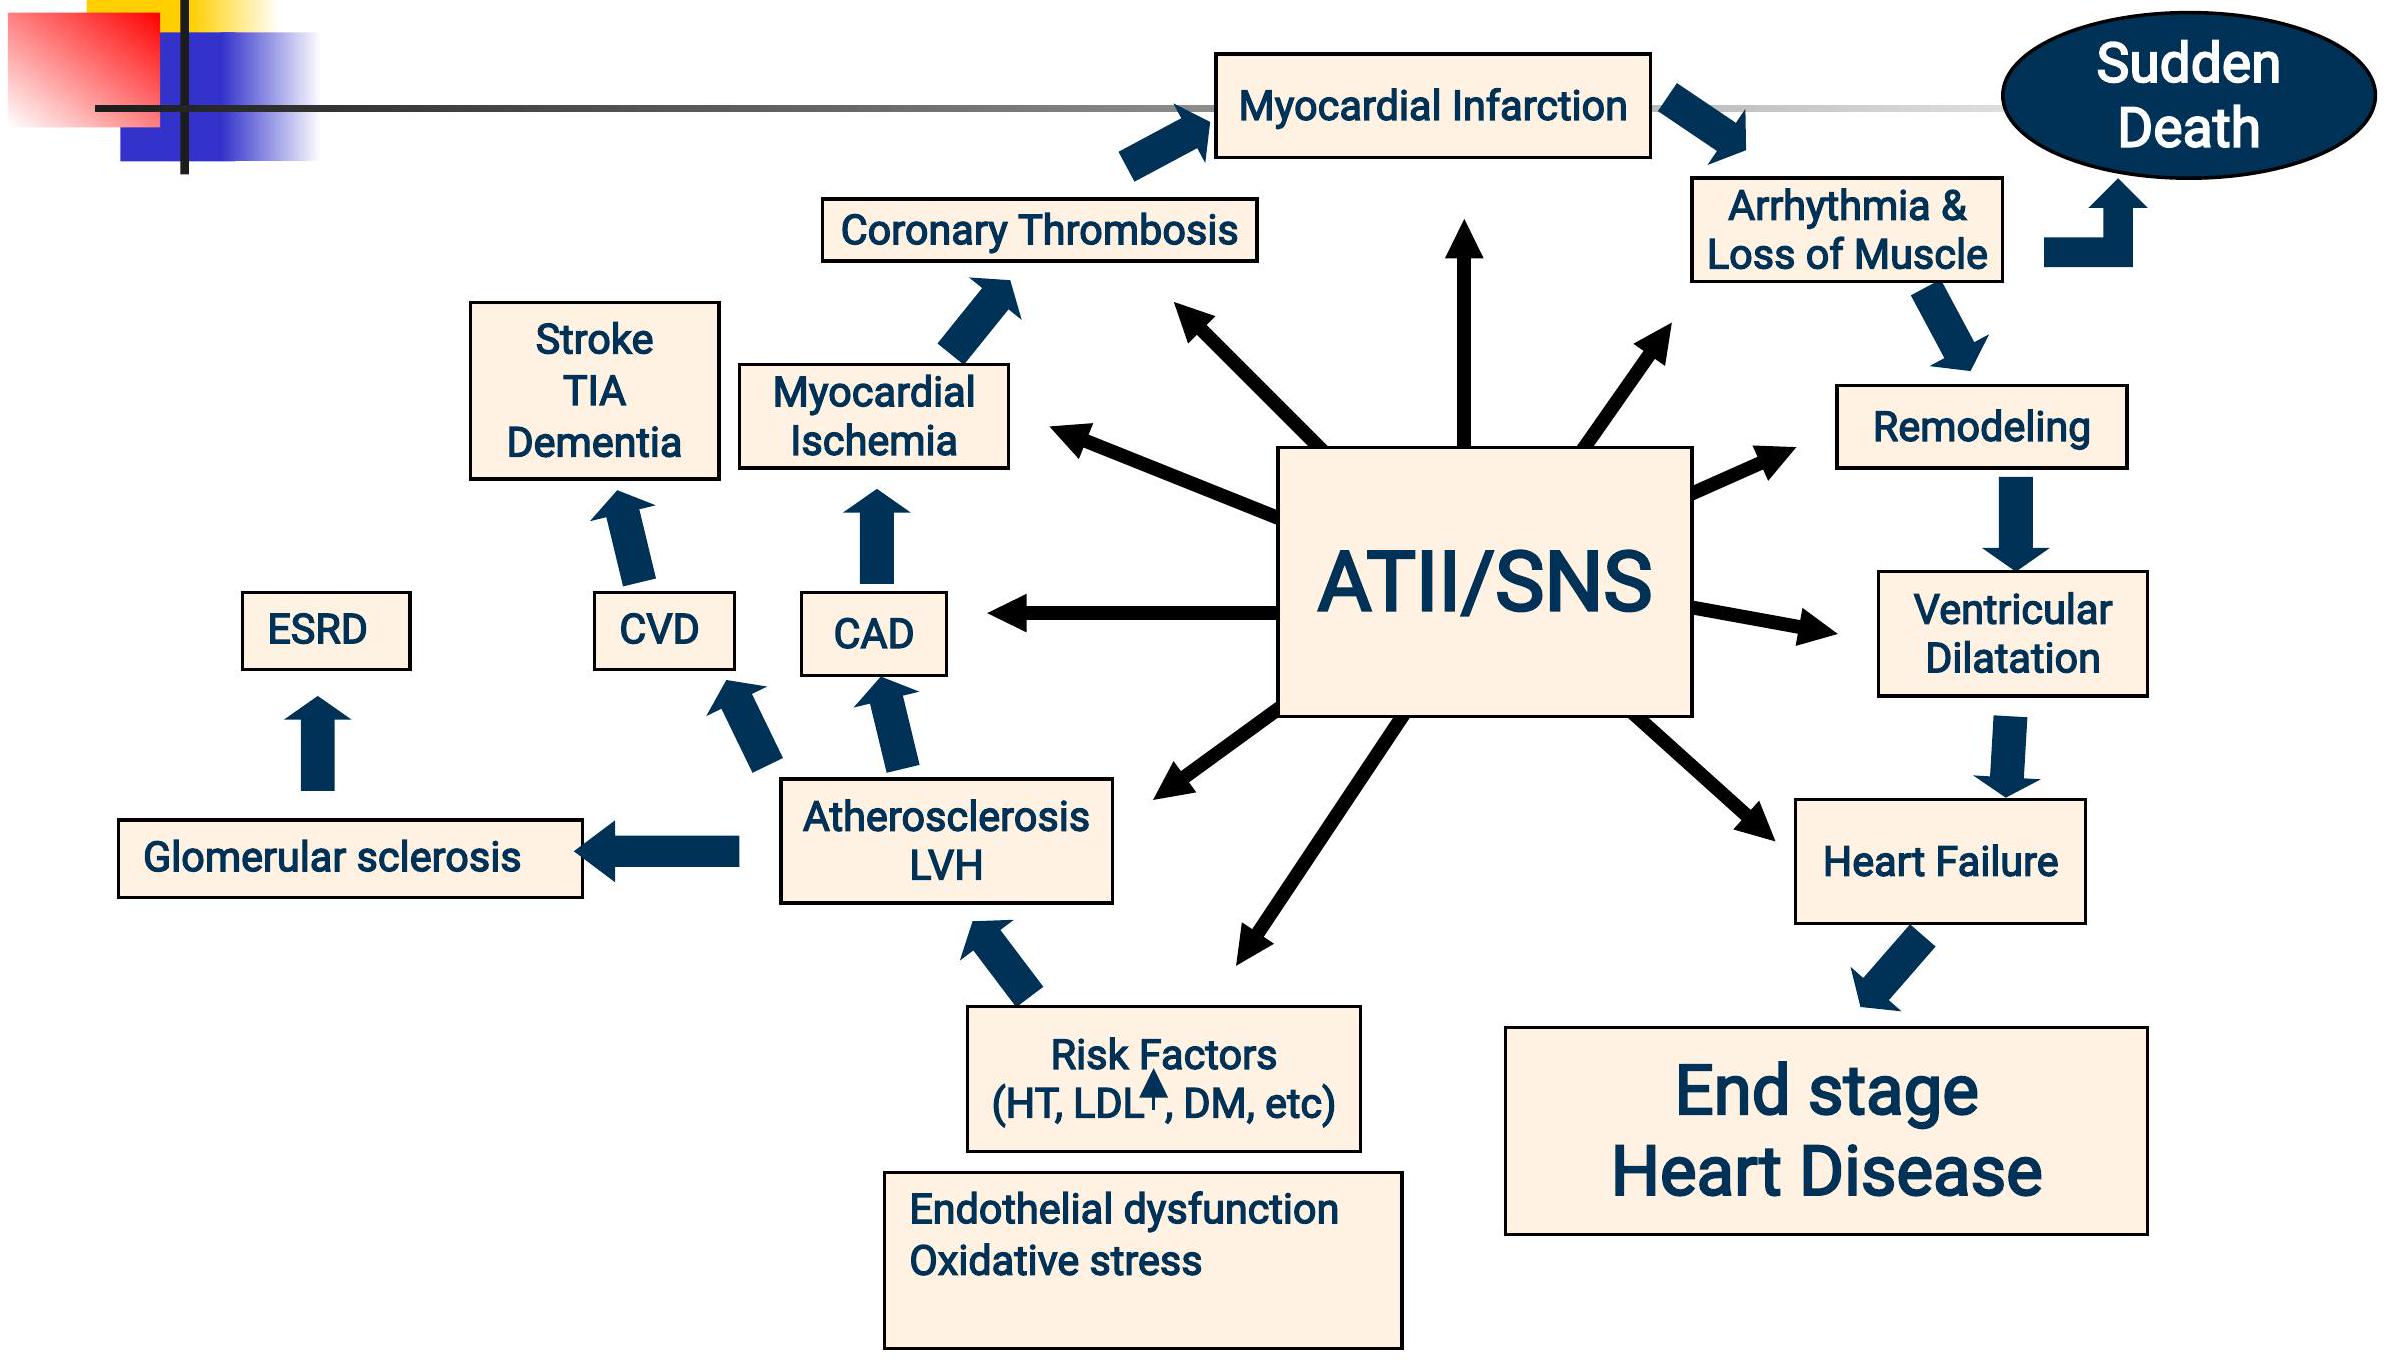 Sudden
Death
Myocardial Infarction
Arrhythmia &
Loss of Muscle
Coronary Thrombosis
Stroke
TIA
Dementia
Myocardial
Ischemia
Remodeling
ATII/SNS
ESRD
CVD
CAD
Ventricular
Dilatation
Glomerular sclerosis
Atherosclerosis
LVH
Heart Failure
Risk Factors
(HT, LDL, DM, etc)
End stage
Heart Disease
Endothelial dysfunction
Oxidative stress